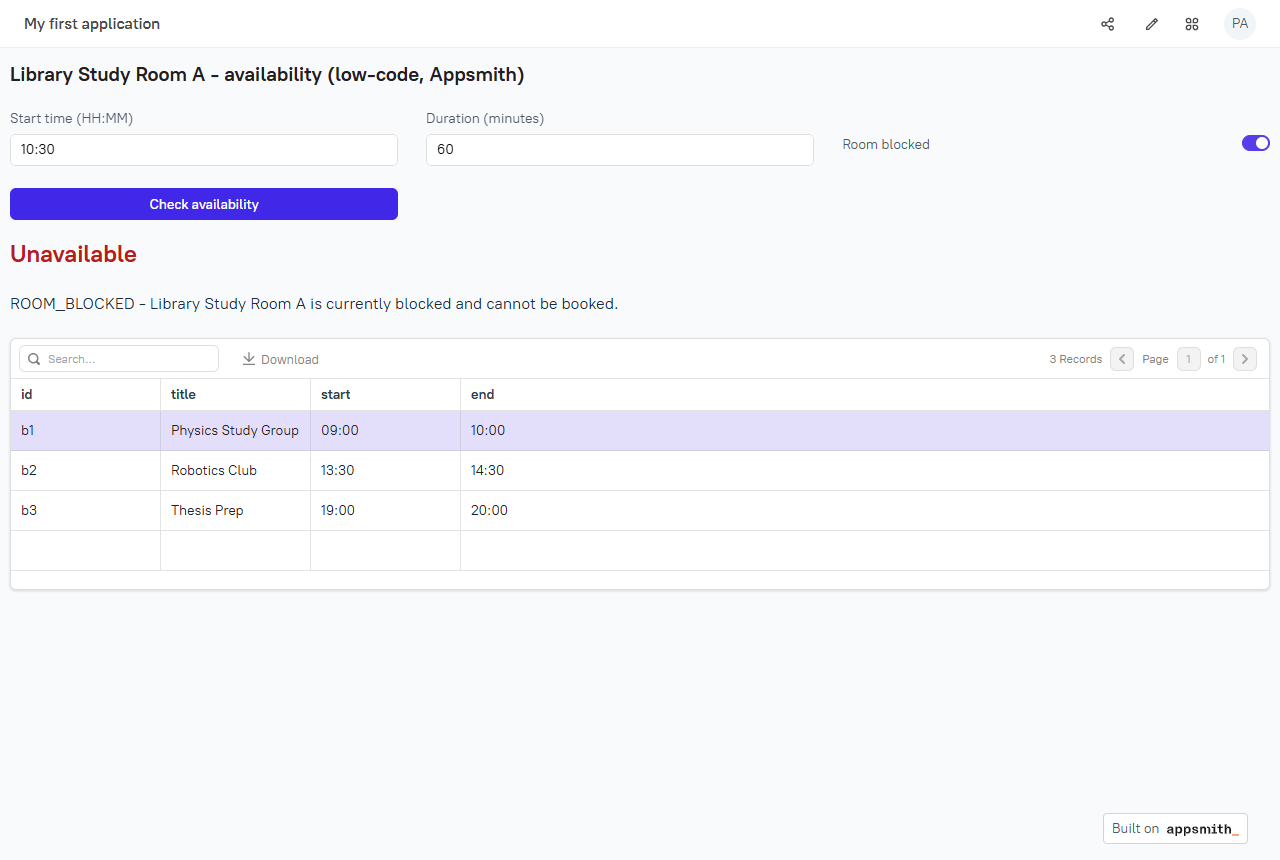 My first application
PA
Library Study Room A - availability (low-code, Appsmith)
Start time (HH:MM)
Duration (minutes)
10:30
60
Room blocked
Check availability
Unavailable
ROOM_BLOCKED - Library Study Room A is currently blocked and cannot be booked.
Search...
Download
3 Records
Page
1
of 1
id title start end
b1 Physics Study Group 09:00 10:00
b2 Robotics Club 13:30 14:30
b3 Thesis Prep 19:00 20:00
Built on appsmith_